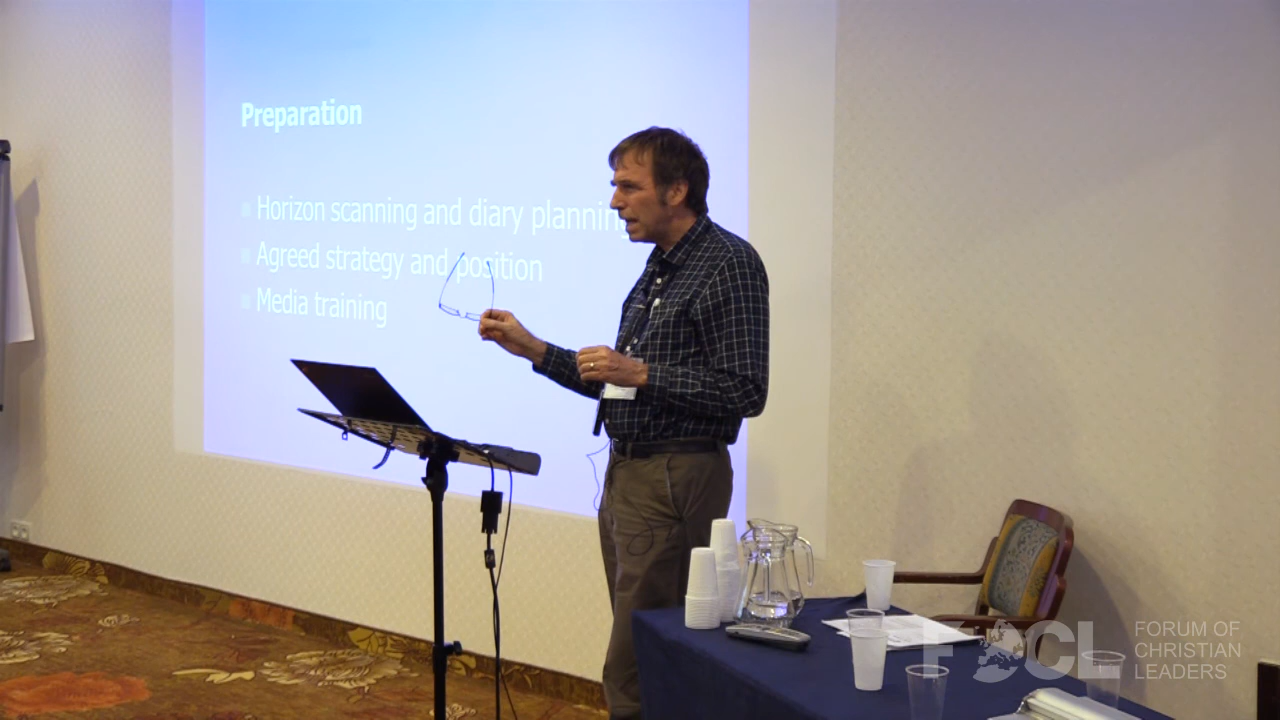 Preparation
Horizon scanning and diary planning
Agreed strategy and position
Media training
FOCL
FORUM OF
CHRISTIAN
LEADERS